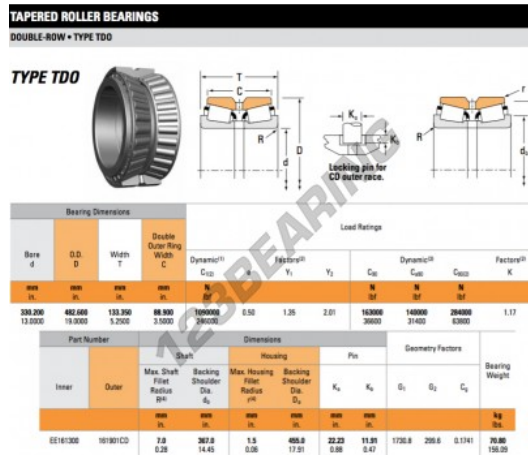 TAPERED ROLLER BEARINGS
DOUBLE-ROW • TYPE TDO
TYPE TDO
T
C
r
R
D
d
Kₐ
R
Locking pin for
CD outer race.
123BEARING
Bearing Dimensions
Load Ratings
Bore
d
O.D.
D
Width
T
Double
Outer Ring
Width
C
Dynamic(1)
Factors(2)
Dynamic(3)
Factors(2)
e
Y₁
Y₂
C₉₀
K
mm
in.
mm
in.
mm
in.
mm
in.
N
lbf
N
lbf
N
lbf
N
lbf
330.200
13.0000
482.600
19.0000
133.350
5.2500
88.900
3.5000
1090000
246000
0.50
1.35
2.01
163000
36600
140000
31400
284000
63800
1.17
Part Number
Dimensions
Geometry Factors
Bearing
Weight
Shaft
Housing
Pin
Inner
Outer
Max. Shaft
Fillet
Radius
R(4)
Backing
Shoulder
Dia.
Max. Housing
Fillet
Radius
r(4)
Backing
Shoulder
Dia.
G₁
G₂
mm
in.
mm
in.
mm
in.
mm
in.
mm
in.
mm
in.
kg
lbs.
EE161300
161901CD
7.0
0.28
367.0
14.45
1.5
0.06
455.0
17.91
22.23
0.88
11.91
0.47
1730.8
299.6
0.1741
70.80
156.09